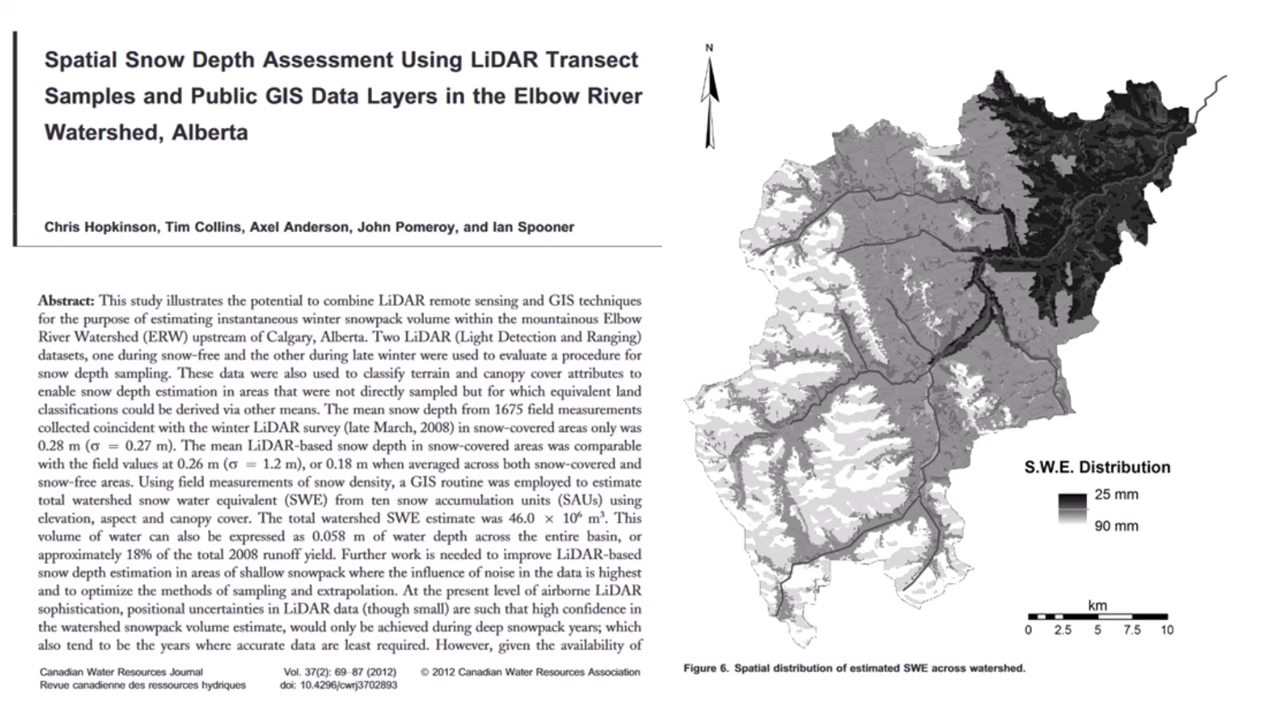 Spatial Snow Depth Assessment Using LiDAR Transect
Samples and Public GIS Data Layers in the Elbow River
Watershed, Alberta
Chris Hopkinson, Tim Collins, Axel Anderson, John Pomeroy, and Ian Spooner
Abstract: This study illustrates the potential to combine LiDAR remote sensing and GIS techniques
for the purpose of estimating instantaneous winter snowpack volume within the mountainous Elbow
River Watershed (ERW) upstream of Calgary, Alberta. Two LiDAR (Light Detection and Ranging)
datasets, one during snow-free and the other during late winter were used to evaluate a procedure for
snow depth sampling. These data were also used to classify terrain and canopy cover attributes to
enable snow depth estimation in areas that were not directly sampled but for which equivalent land
classifications could be derived via other means. The mean snow depth from 1675 field measurements
collected coincident with the winter LiDAR survey (late March, 2008) in snow-covered areas only was
0.28 m (σ = 0.27 m). The mean LiDAR-based snow depth in snow-covered areas was comparable
with the field values at 0.26 m (σ = 1.2 m), or 0.18 m when averaged across both snow-covered and
snow-free areas. Using field measurements of snow density, a GIS routine was employed to estimate
total watershed snow water equivalent (SWE) from ten snow accumulation units (SAUs) using
elevation, aspect and canopy cover. The total watershed SWE estimate was 46.0 × 10⁶ m³. This
volume of water can also be expressed as 0.058 m of water depth across the entire basin, or
approximately 18% of the total 2008 runoff yield. Further work is needed to improve LiDAR-based
snow depth estimation in areas of shallow snowpack where the influence of noise in the data is highest
and to optimize the methods of sampling and extrapolation. At the present level of airborne LiDAR
sophistication, positional uncertainties in LiDAR data (though small) are such that high confidence in
the watershed snowpack volume estimate, would only be achieved during deep snowpack years; which
also tend to be the years where accurate data are least required. However, given the availability of
Canadian Water Resources Journal Vol. 37(2): 69–87 (2012) © 2012 Canadian Water Resources Association
Revue canadienne des ressources hydriques doi: 10.4296/cwrj3702893
N
S.W.E. Distribution
25 mm
90 mm
km
0 2.5 5 7.5 10
Figure 6. Spatial distribution of estimated SWE across watershed.